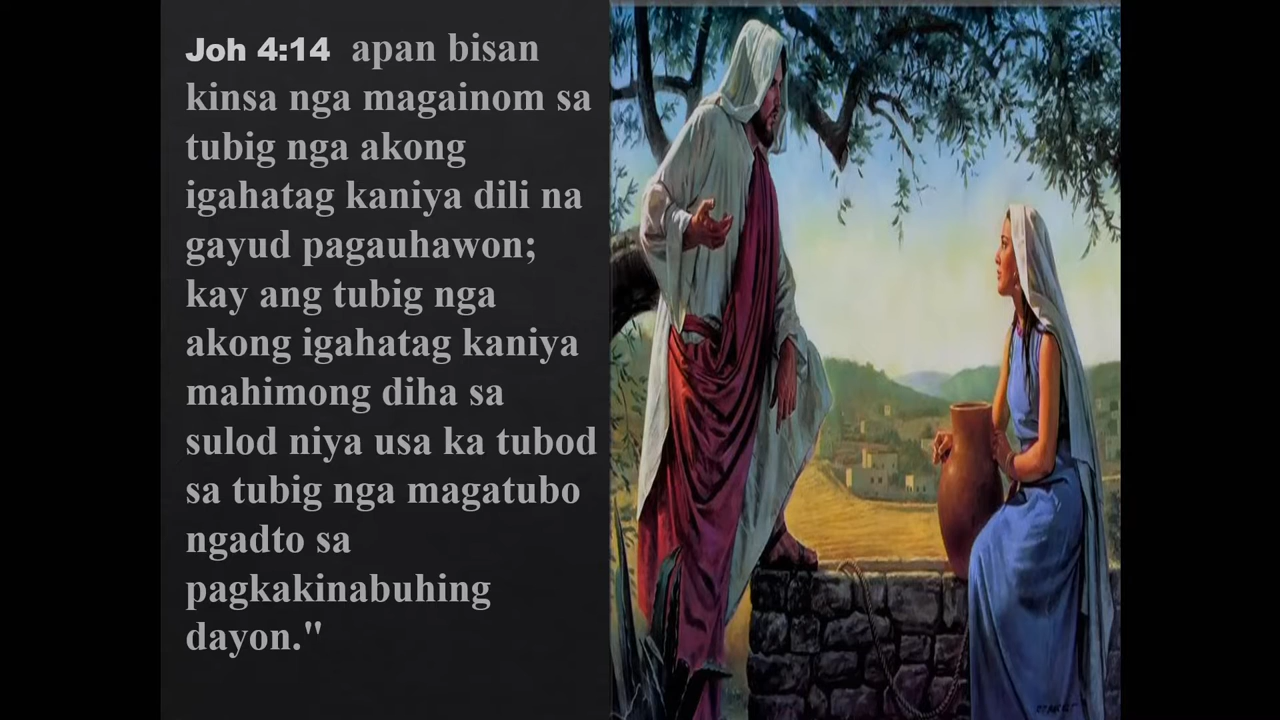 Joh 4:14 apan bisan
kinsa nga magainom sa
tubig nga akong
igahatag kaniya dili na
gayud pagauhawon;
kay ang tubig nga
akong igahatag kaniya
mahimong diha sa
sulod niya usa ka tubod
sa tubig nga magatubo
ngadto sa
pagkakinabuhing
dayon."